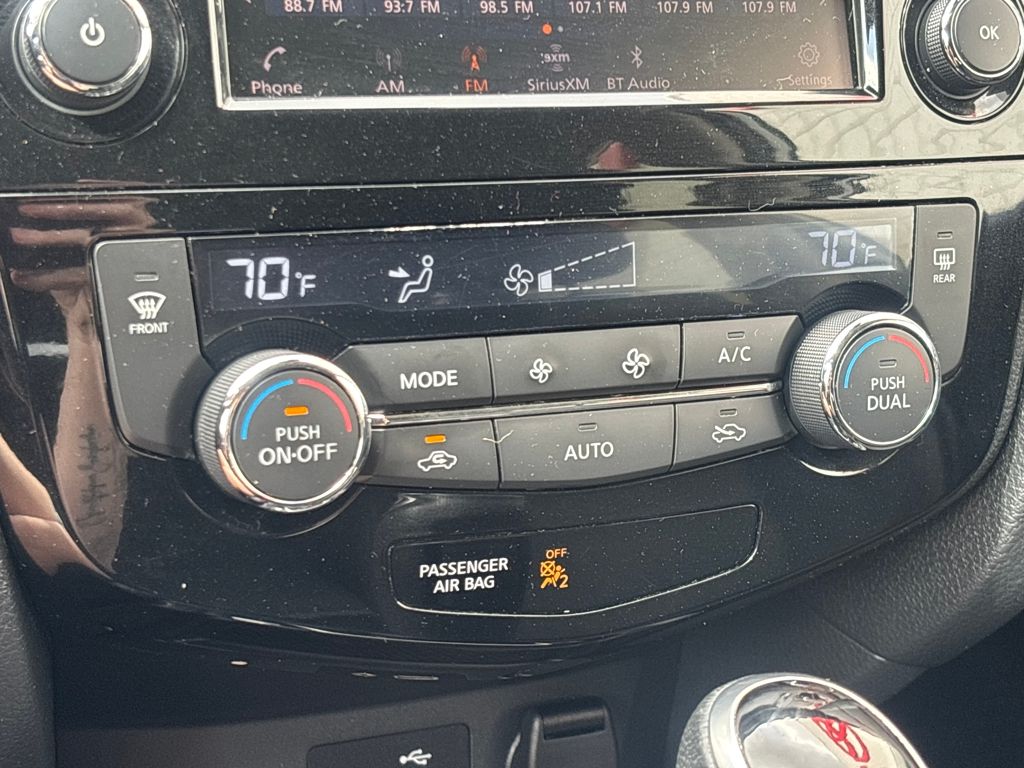 88.7 FM 93.7 FM 98.5 FM 107.1 FM 107.9 FM 107.9 FM
Phone AM FM sxm SiriusXM BT Audio Settings
OK
70°F 70°F
FRONT
REAR
MODE
A/C
PUSH
ON-OFF
AUTO
PUSH
DUAL
PASSENGER
AIR BAG
OFF
2